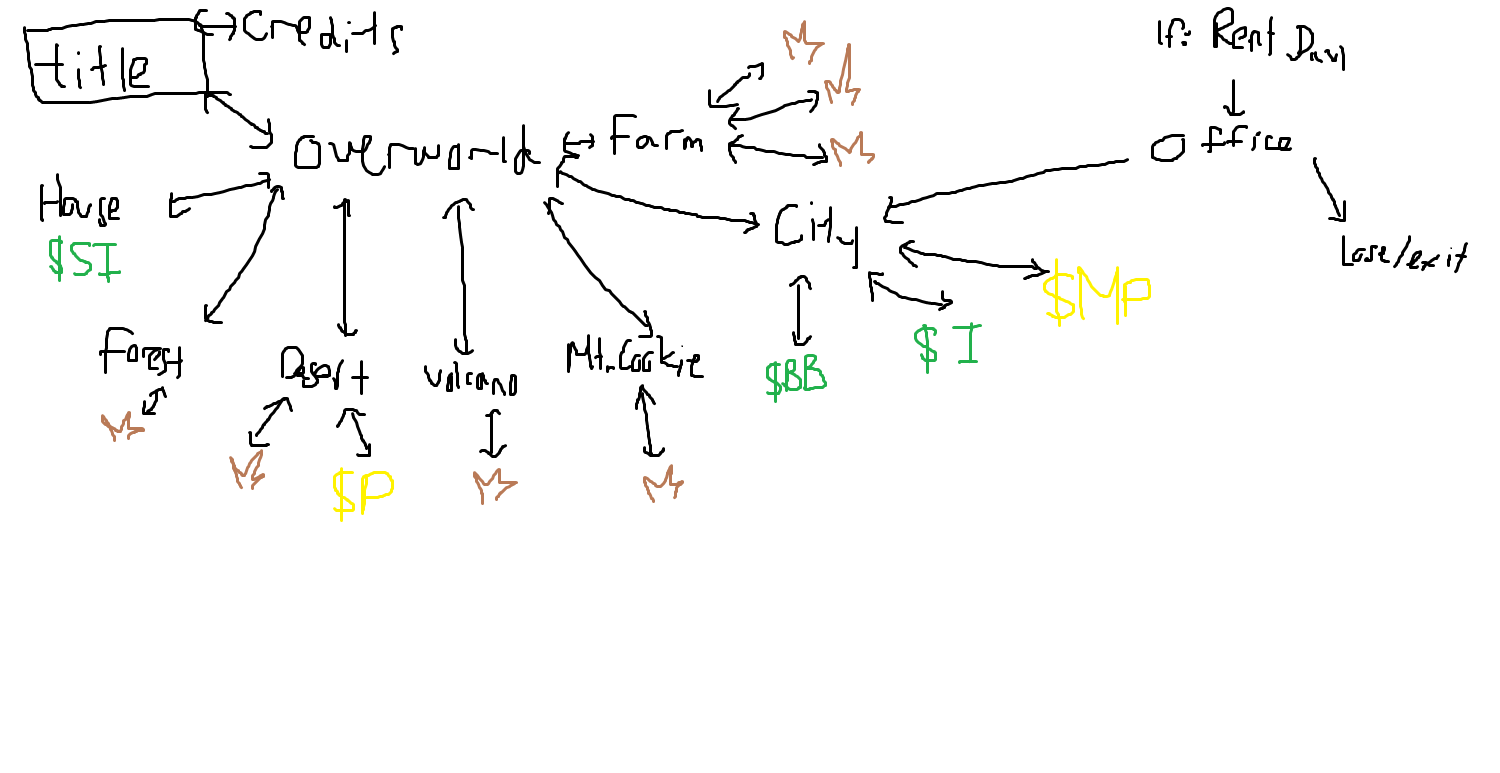 Credits
title
If: Rent
Office
Overworld
Farm
House
$SI
City
Lose/exit
$MP
Forest
Desert
Volcano
Mt.Cookie
$BB
$I
$P